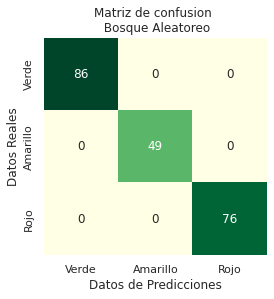 Matriz de confusion
Bosque Aleatoreo
Datos Reales
Verde
86 0 0
Amarillo
0 49 0
Rojo
0 0 76
Verde Amarillo Rojo
Datos de Predicciones